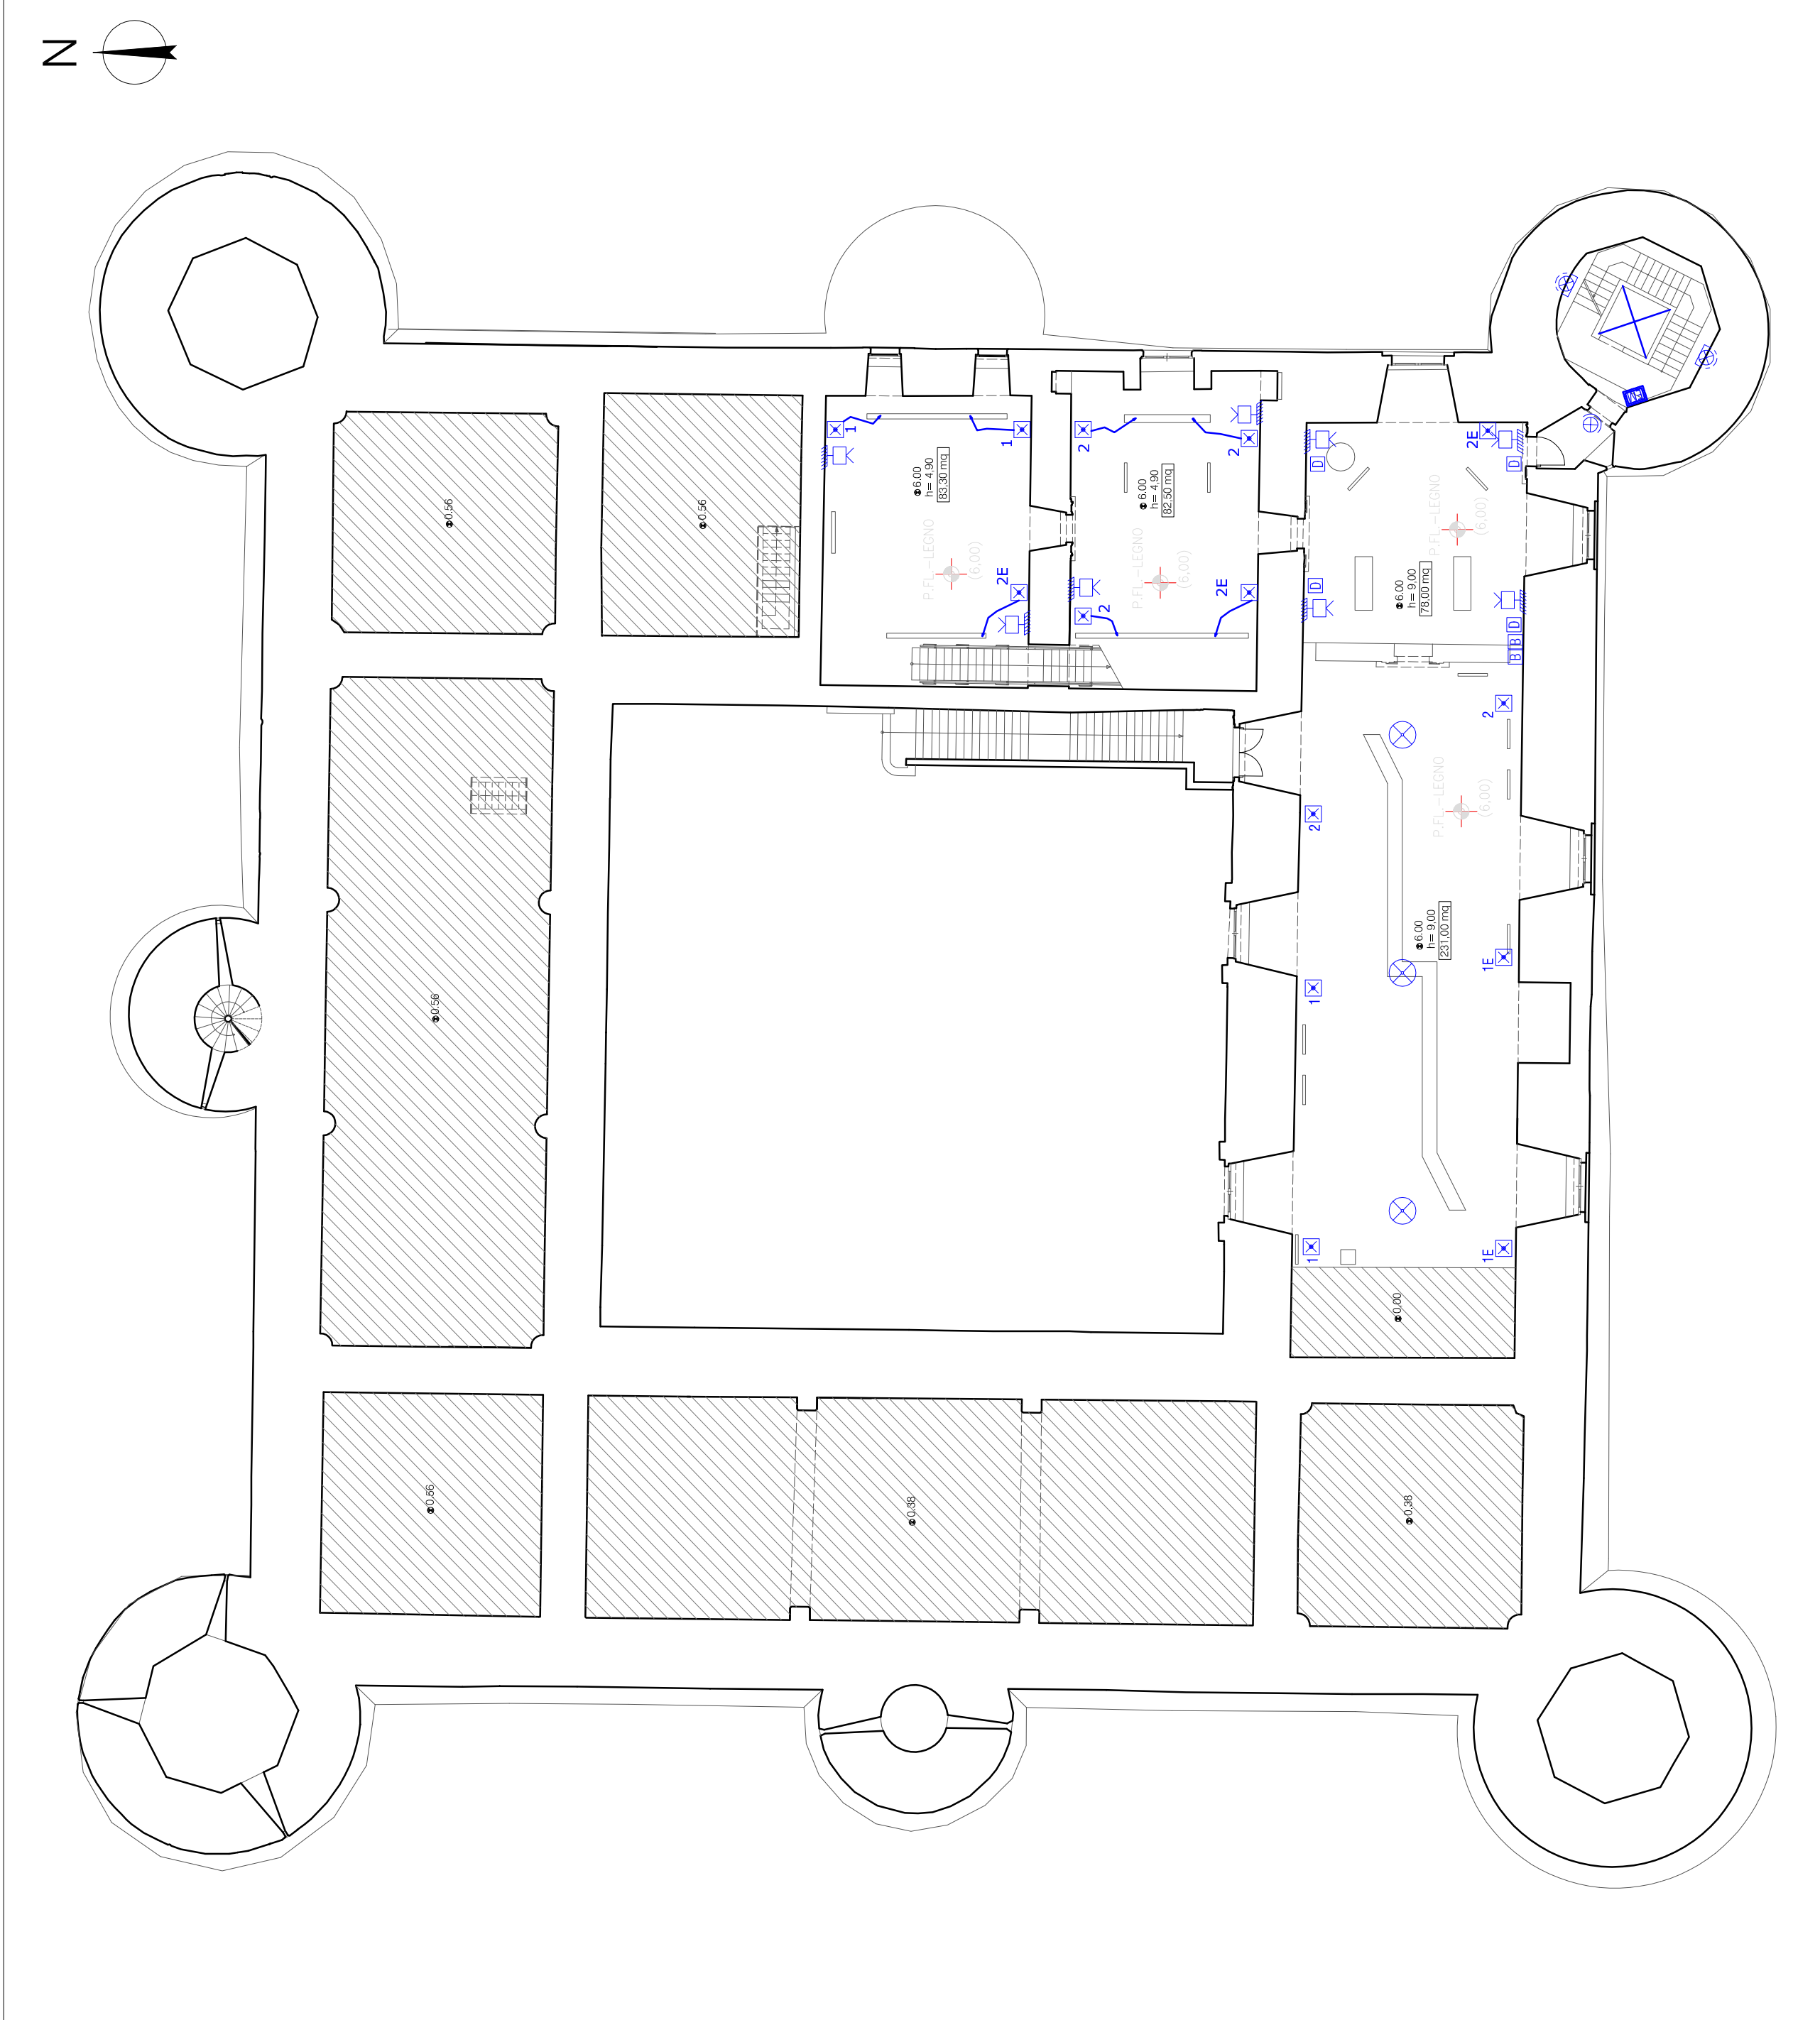 N
⊕0.56
⊕0.56
⊕6.00
h= 4.90
83.30 mq
P.FL.-LEGNO
(6,00)
1
1
2E
⊕6.00
h= 4.90
82.50 mq
P.FL.-LEGNO
(6,00)
2
2
2
2E
P.FL.-LEGNO
(6,00)
⊕6.00
h= 9.00
78.00 mq
2E
D
D
D
D
B
B
⊕0.56
2
2
P.FL.-LEGNO
(6,00)
⊕6.00
h= 9.00
231.00 mq
1
1E
1
1E
⊕0.00
⊕0.56
⊕0.38
⊕0.38